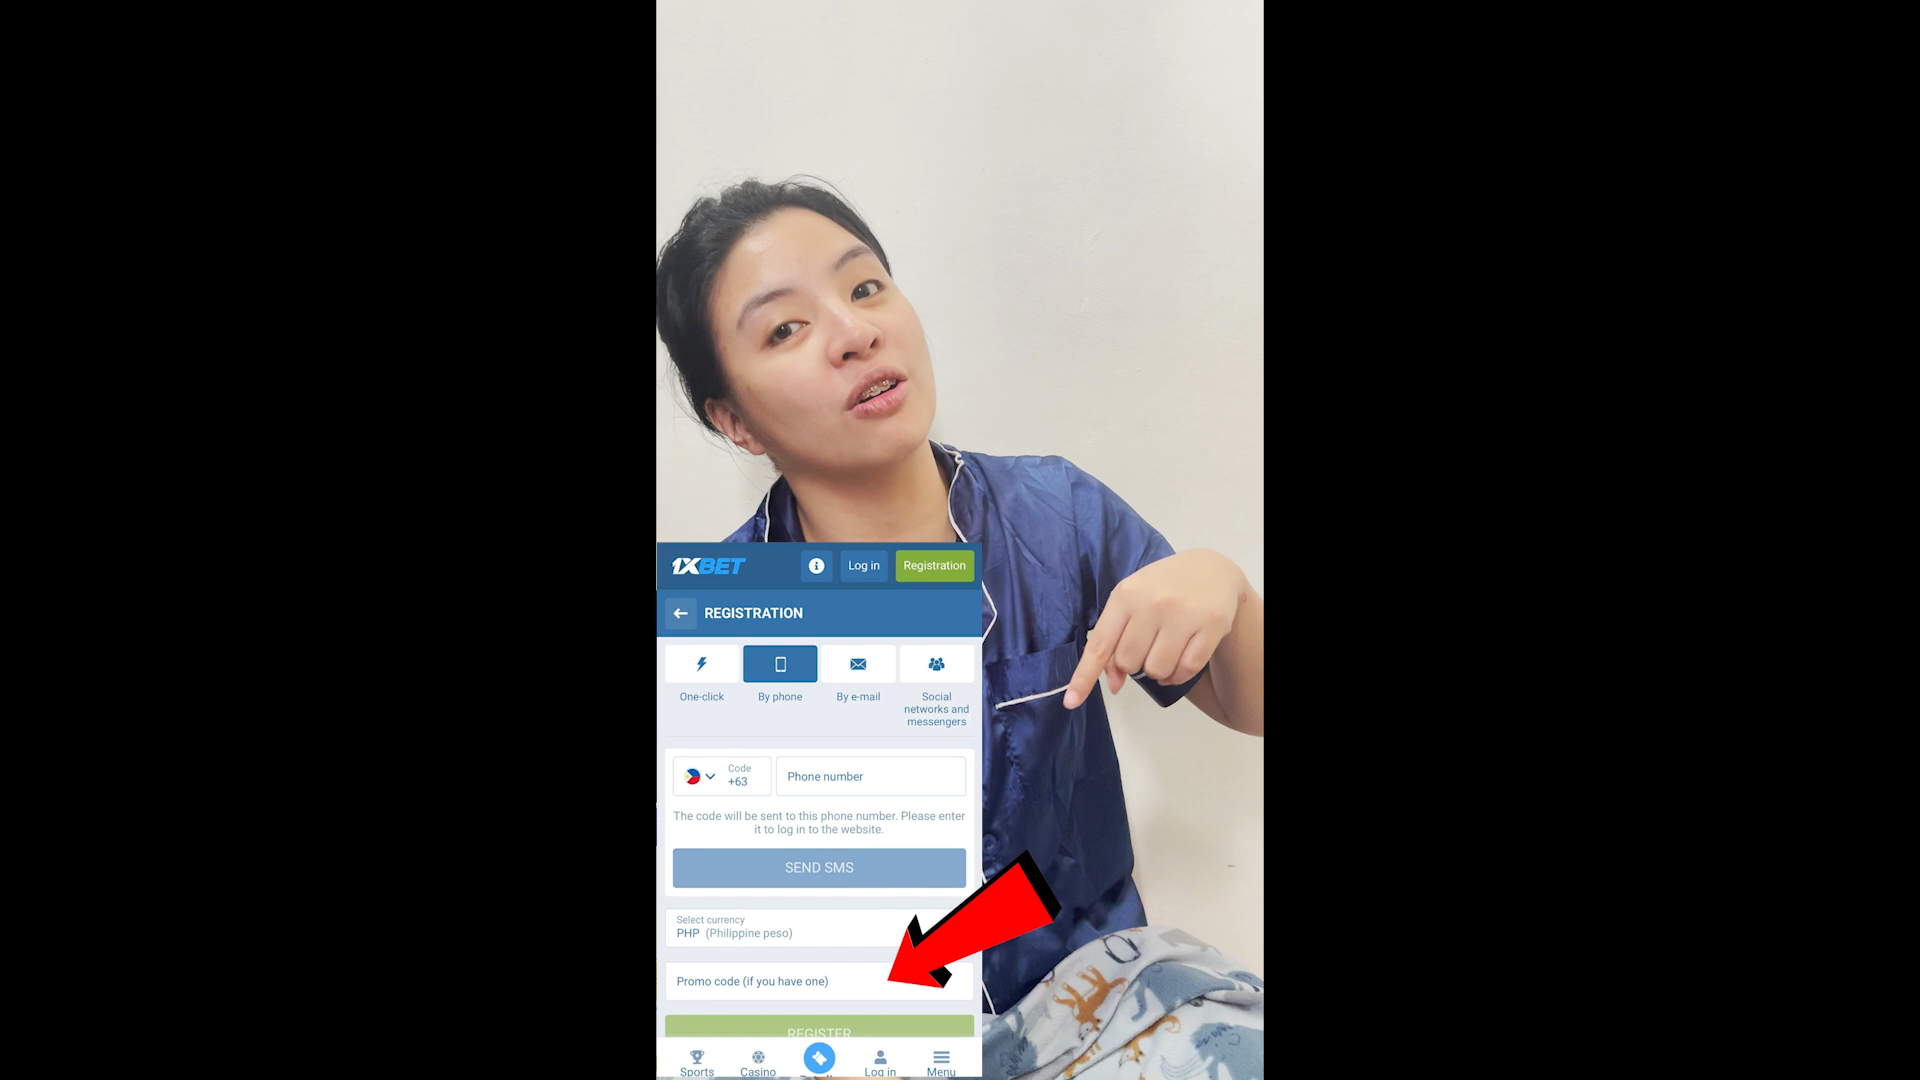 1XBET
Log in
Registration
REGISTRATION
One-click
By phone
By e-mail
Social
networks and
messengers
Code
+63
Phone number
The code will be sent to this phone number. Please enter
it to log in to the website.
SEND SMS
Select currency
PHP (Philippine peso)
Promo code (if you have one)
REGISTER
Sports
Casino
Log in
Menu